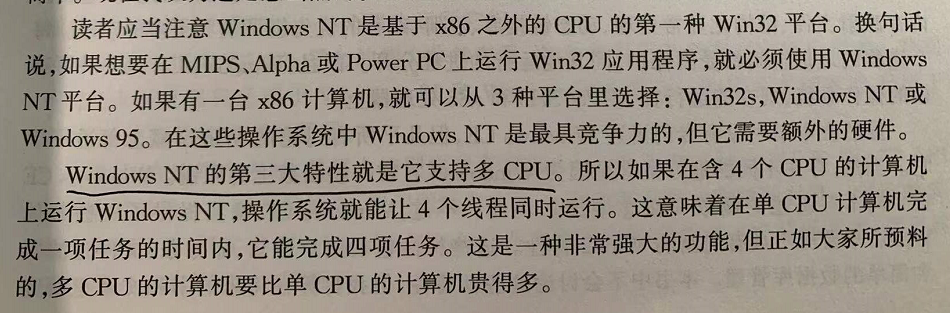 读者应当注意 Windows NT 是基于 x86 之外的 CPU 的第一种 Win32 平台。换句话
说,如果想要在 MIPS、Alpha 或 Power PC 上运行 Win32 应用程序,就必须使用 Windows
NT 平台。如果有一台 x86 计算机,就可以从 3 种平台里选择: Win32s, Windows NT 或
Windows 95。在这些操作系统中 Windows NT 是最具竞争力的,但它需要额外的硬件。
Windows NT 的第三大特性就是它支持多 CPU。所以如果在含 4 个 CPU 的计算机
上运行 Windows NT,操作系统就能让 4 个线程同时运行。这意味着在单 CPU 计算机完
成一项任务的时间内,它能完成四项任务。这是一种非常强大的功能,但正如大家所预料
的,多 CPU 的计算机要比单 CPU 的计算机贵得多。